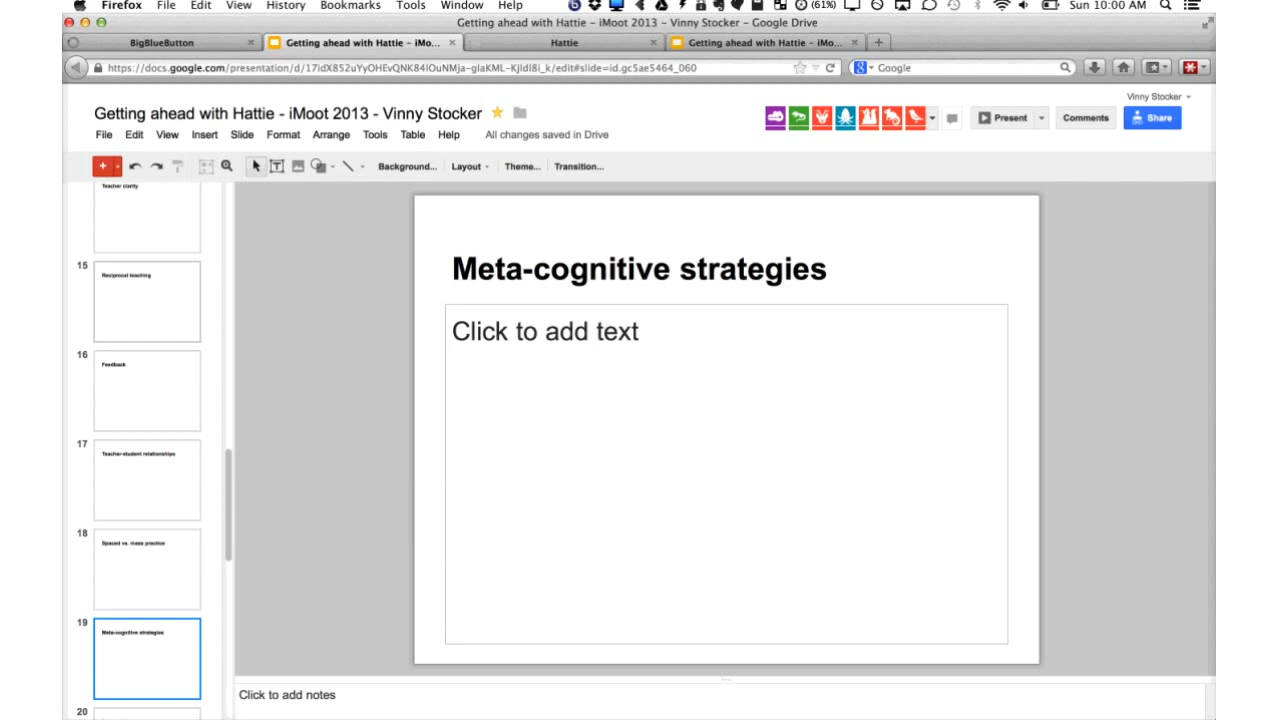 Firefox File Edit View History Bookmarks Tools Window Help (61%) Sun 10:00 AM
Getting ahead with Hattie – iMoot 2013 – Vinny Stocker – Google Drive
BigBlueButton × Getting ahead with Hattie – iMo... × Hattie × Getting ahead with Hattie – iMo... × +
Google
Vinny Stocker
Getting ahead with Hattie - iMoot 2013 - Vinny Stocker
Present Comments Share
File Edit View Insert Slide Format Arrange Tools Table Help All changes saved in Drive
+ Background... Layout Theme... Transition...
Teacher clarity
15
Reciprocal teaching
16
Feedback
17
Teacher-student relationships
18
Spaced vs. mass practice
19
Meta-cognitive strategies
20
Meta-cognitive strategies
Click to add text
Click to add notes